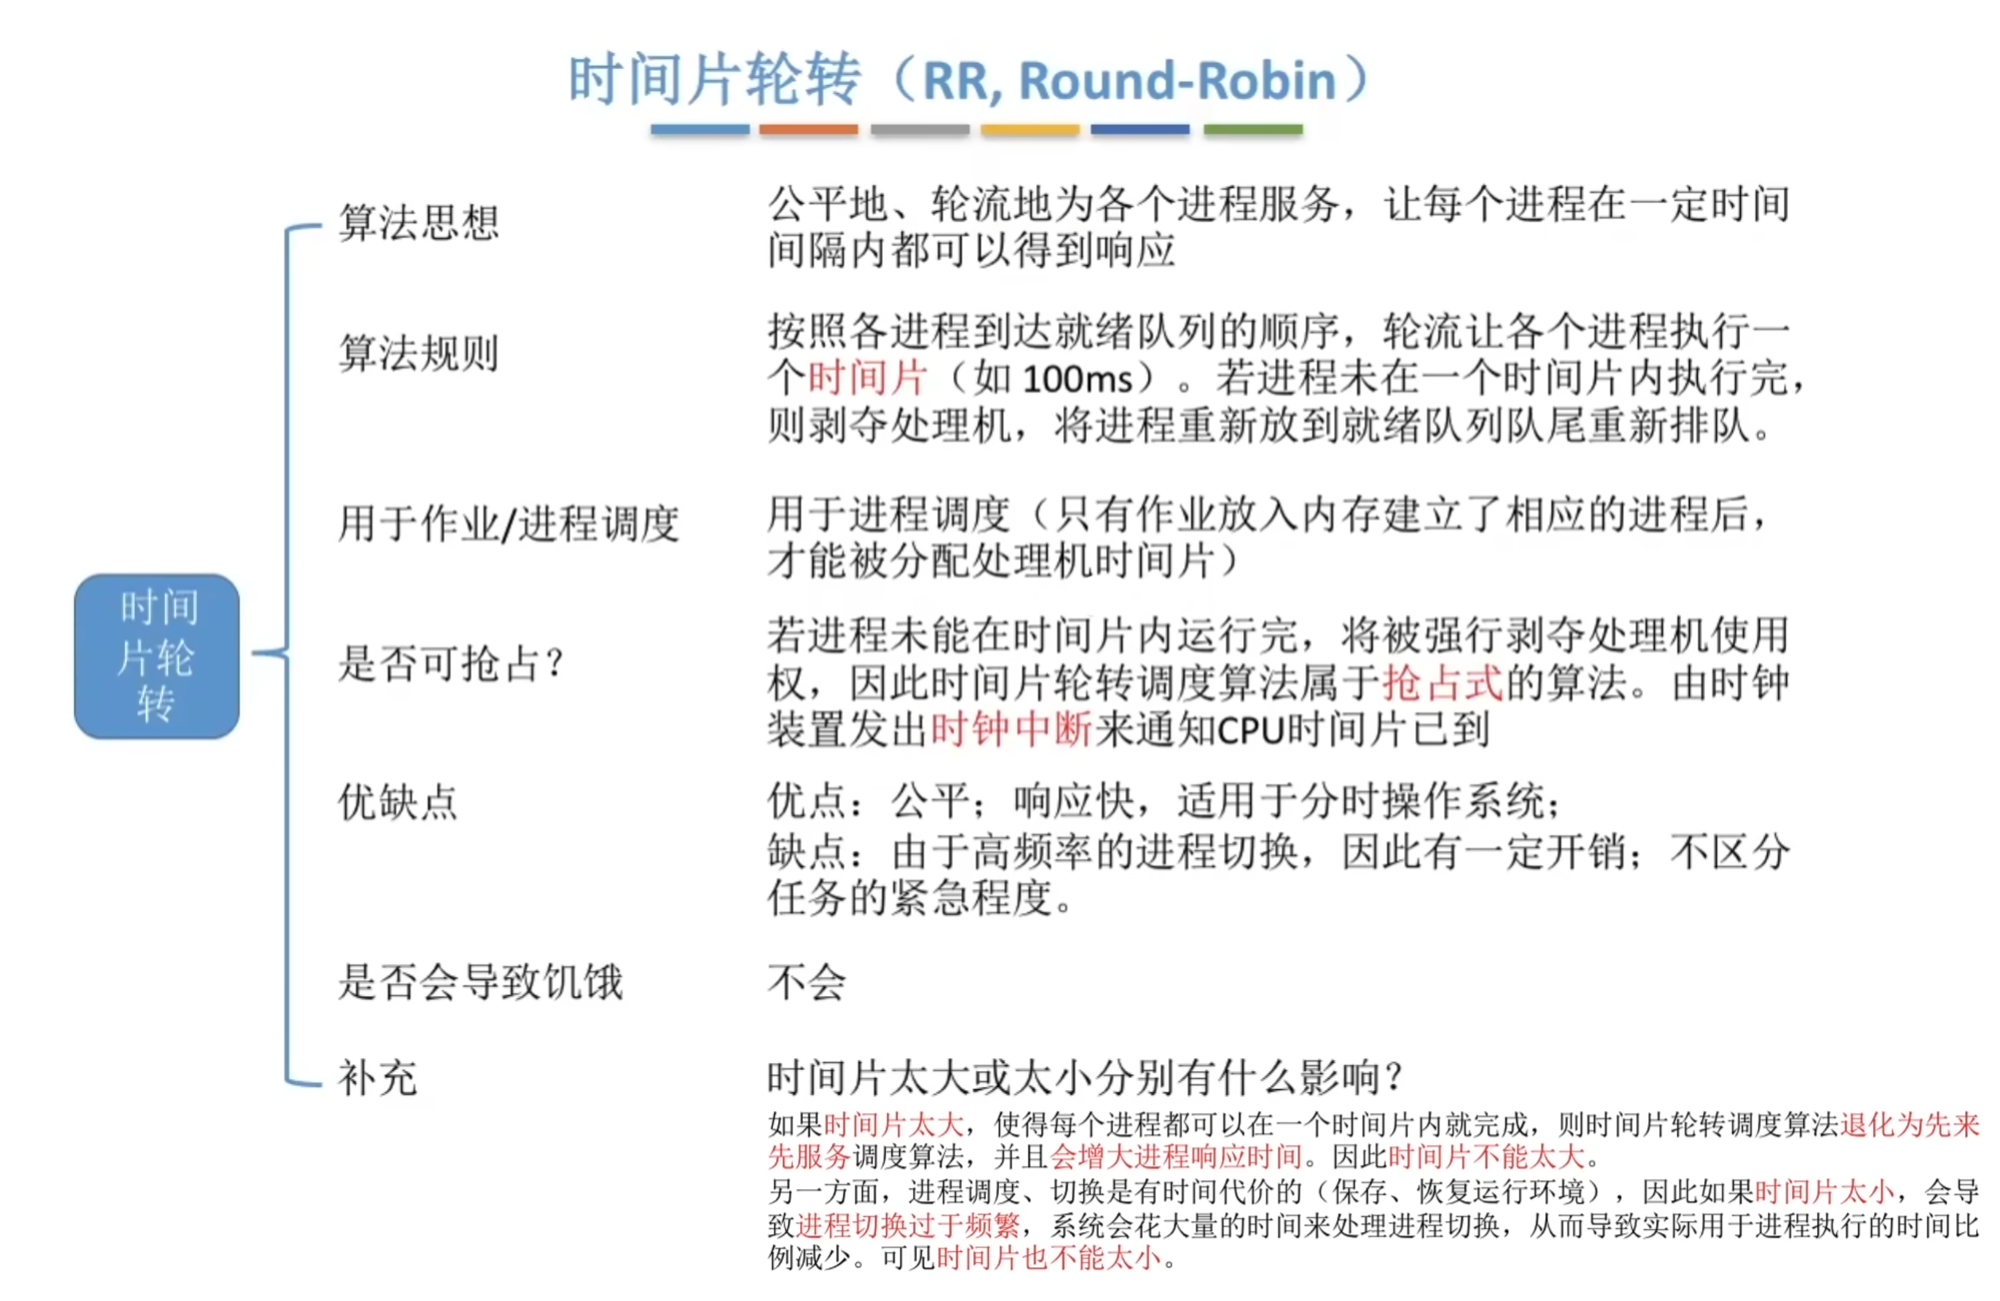 时间片轮转（RR, Round-Robin）
算法思想
公平地、轮流地为各个进程服务，让每个进程在一定时间
间隔内都可以得到响应
算法规则
按照各进程到达就绪队列的顺序，轮流让各个进程执行一
个时间片（如 100ms）。若进程未在一个时间片内执行完，
则剥夺处理机，将进程重新放到就绪队列队尾重新排队。
用于作业/进程调度
用于进程调度（只有作业放入内存建立了相应的进程后，
才能被分配处理机时间片）
时间
片轮
转
是否可抢占？
若进程未能在时间片内运行完，将被强行剥夺处理机使用
权，因此时间片轮转调度算法属于抢占式的算法。由时钟
装置发出时钟中断来通知CPU时间片已到
优缺点
优点：公平；响应快，适用于分时操作系统；
缺点：由于高频率的进程切换，因此有一定开销；不区分
任务的紧急程度。
是否会导致饥饿
不会
补充
时间片太大或太小分别有什么影响？
如果时间片太大，使得每个进程都可以在一个时间片内就完成，则时间片轮转调度算法退化为先来
先服务调度算法，并且会增大进程响应时间。因此时间片不能太大。
另一方面，进程调度、切换是有时间代价的（保存、恢复运行环境），因此如果时间片太小，会导
致进程切换过于频繁，系统会花大量的时间来处理进程切换，从而导致实际用于进程执行的时间比
例减少。可见时间片也不能太小。